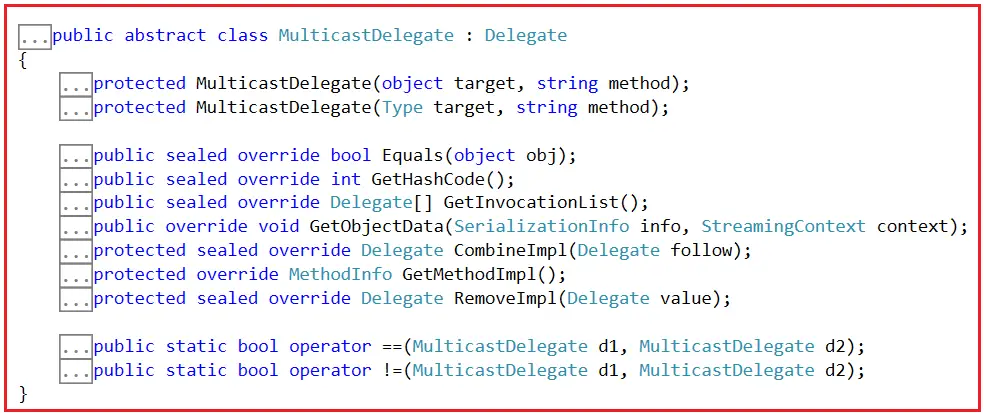 ...public abstract class MulticastDelegate : Delegate
{
...protected MulticastDelegate(object target, string method);
...protected MulticastDelegate(Type target, string method);
...public sealed override bool Equals(object obj);
...public sealed override int GetHashCode();
...public sealed override Delegate[] GetInvocationList();
...public override void GetObjectData(SerializationInfo info, StreamingContext context);
...protected sealed override Delegate CombineImpl(Delegate follow);
...protected override MethodInfo GetMethodImpl();
...protected sealed override Delegate RemoveImpl(Delegate value);
...public static bool operator ==(MulticastDelegate d1, MulticastDelegate d2);
...public static bool operator !=(MulticastDelegate d1, MulticastDelegate d2);
}